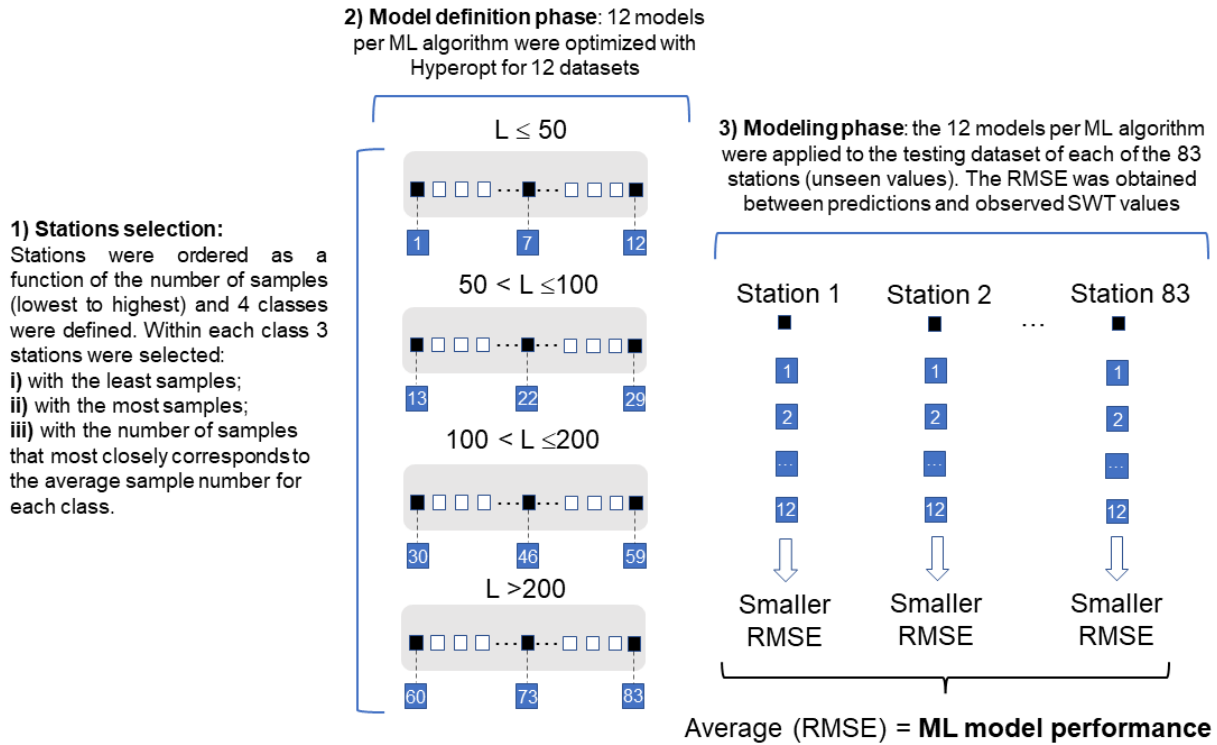 1) Stations selection:
Stations were ordered as a
function of the number of samples
(lowest to highest) and 4 classes
were defined. Within each class 3
stations were selected:
i) with the least samples;
ii) with the most samples;
iii) with the number of samples
that most closely corresponds to
the average sample number for
each class.
2) Model definition phase: 12 models
per ML algorithm were optimized with
Hyperopt for 12 datasets
L ≤ 50
... ...
1 7 12
50 < L ≤100
... ...
13 22 29
100 < L ≤200
... ...
30 46 59
L >200
... ...
60 73 83
3) Modeling phase: the 12 models per ML algorithm
were applied to the testing dataset of each of the 83
stations (unseen values). The RMSE was obtained
between predictions and observed SWT values
Station 1 Station 2 Station 83
...
1 1 1
2 2 2
... ... ...
12 12 12
Smaller Smaller Smaller
RMSE RMSE RMSE
Average (RMSE) = ML model performance